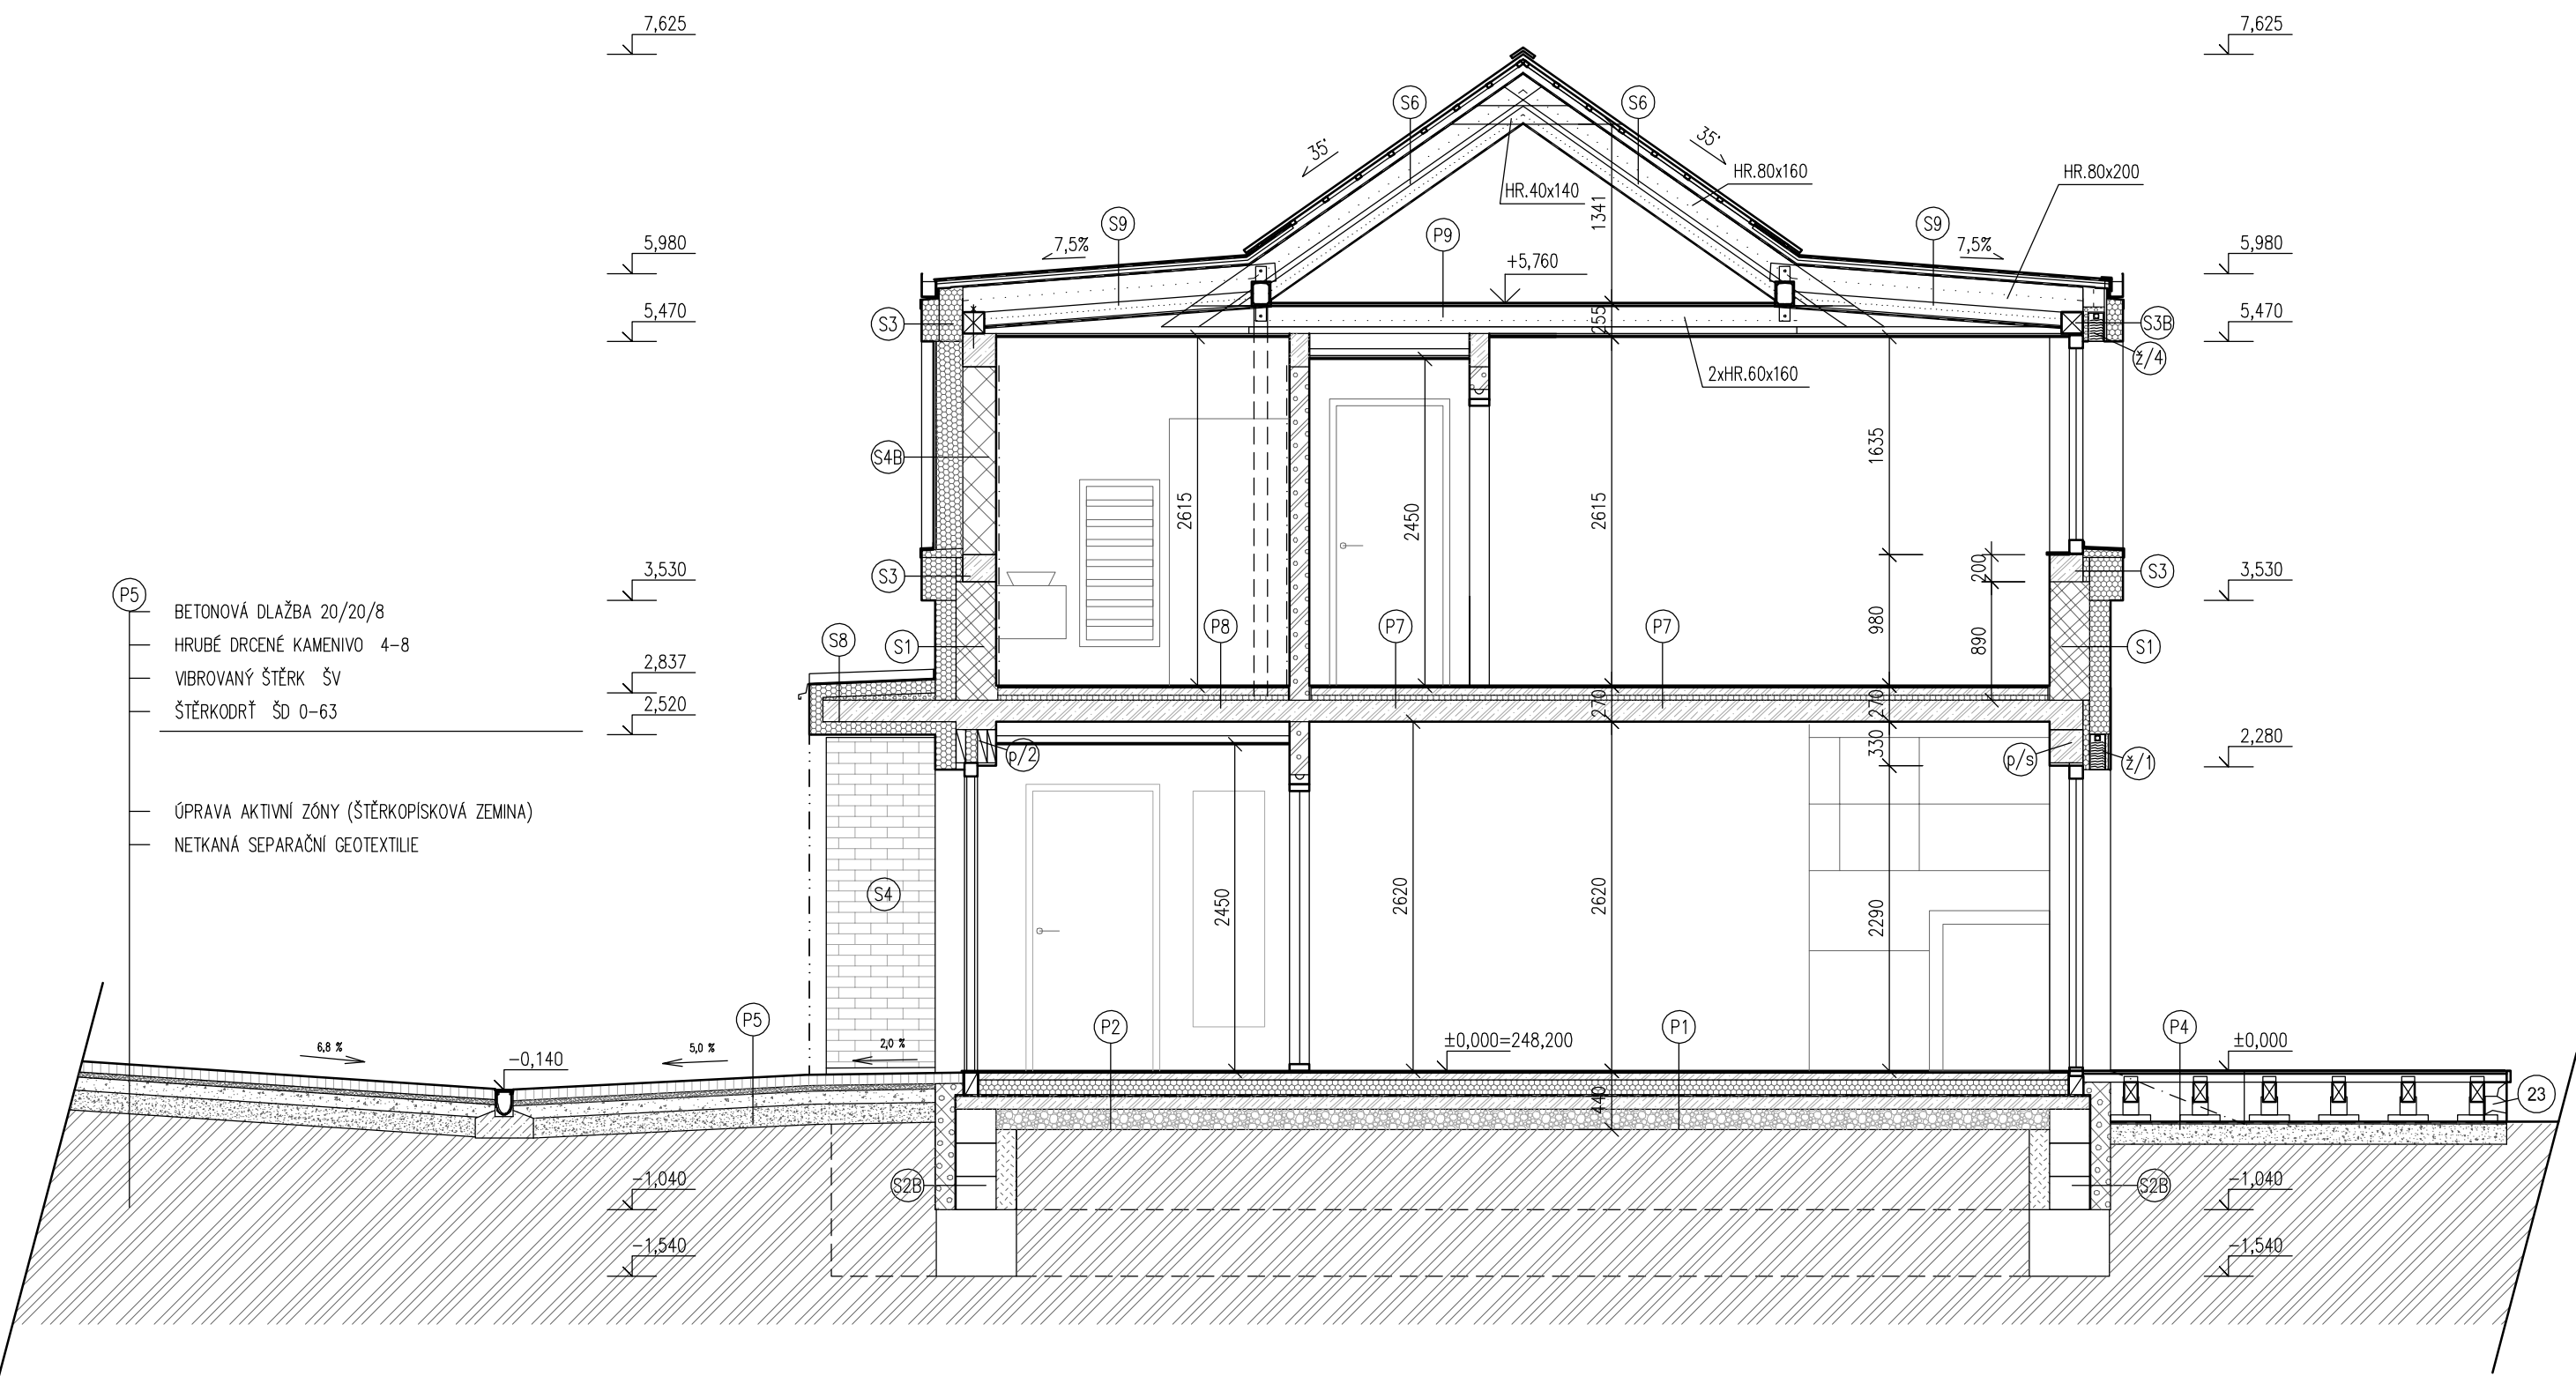 7,625
7,625
S6
S6
35°
35°
HR.80x160
HR.80x200
HR.40x140
1341
S9
P9
S9
5,980
7,5%
+5,760
7,5%
5,980
5,470
S3
255
S3B
5,470
ž/4
2xHR.60x160
S4B
2615
2450
2615
1635
3,530
S3
200
S3
3,530
P5
BETONOVÁ DLAŽBA 20/20/8
HRUBÉ DRCENÉ KAMENIVO 4-8
VIBROVANÝ ŠTĚRK ŠV
ŠTĚRKODRŤ ŠD 0-63
S8
S1
P8
P7
P7
980
890
S1
2,837
2,520
270
270
330
p/2
p/s
ž/1
2,280
ÚPRAVA AKTIVNÍ ZÓNY (ŠTĚRKOPÍSKOVÁ ZEMINA)
NETKANÁ SEPARAČNÍ GEOTEXTILIE
S4
2450
2620
2620
2290
P5
P2
P1
P4
6,8 %
5,0 %
2,0 %
-0,140
±0,000=248,200
±0,000
440
23
-1,040
S2B
S2B
-1,040
-1,540
-1,540